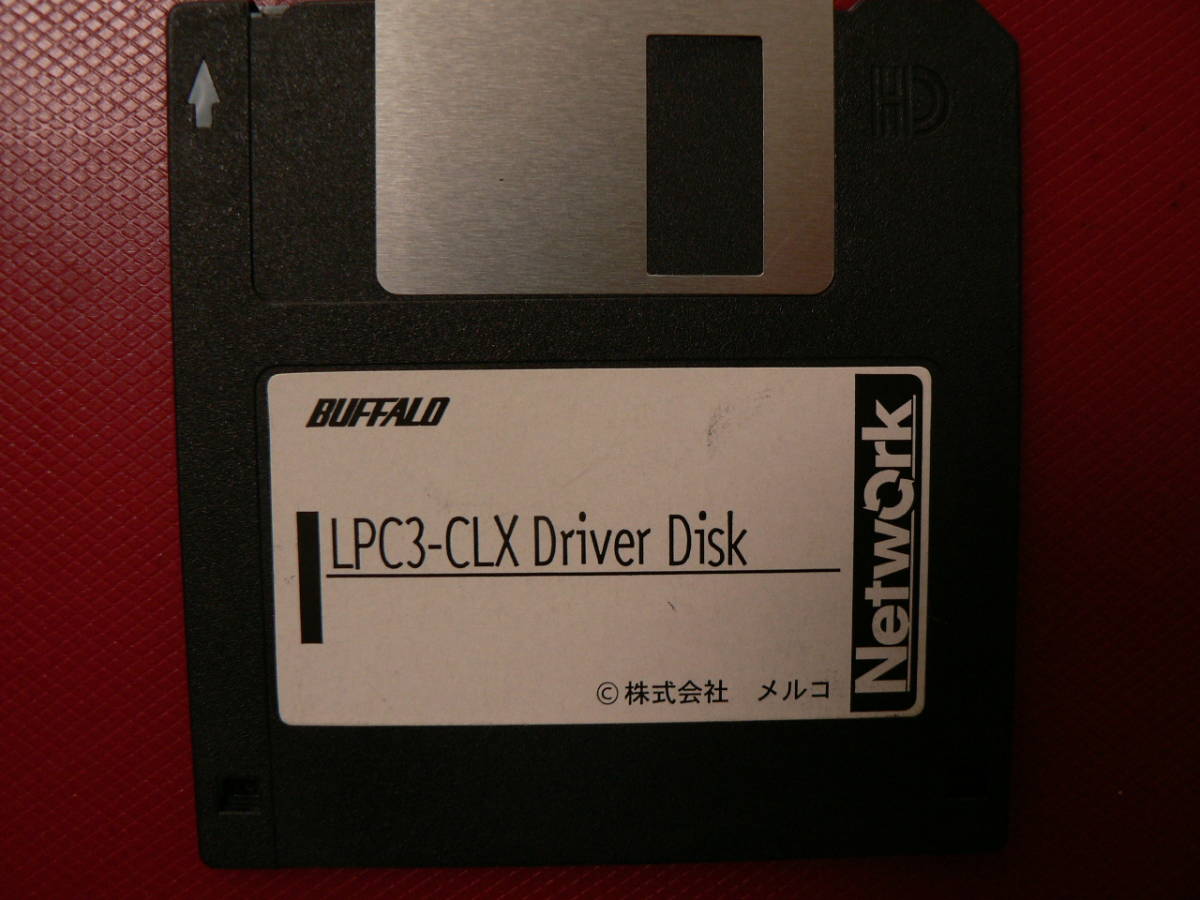 HD
BUFFALO
LPC3-CLX Driver Disk
©株式会社 メルコ
Network